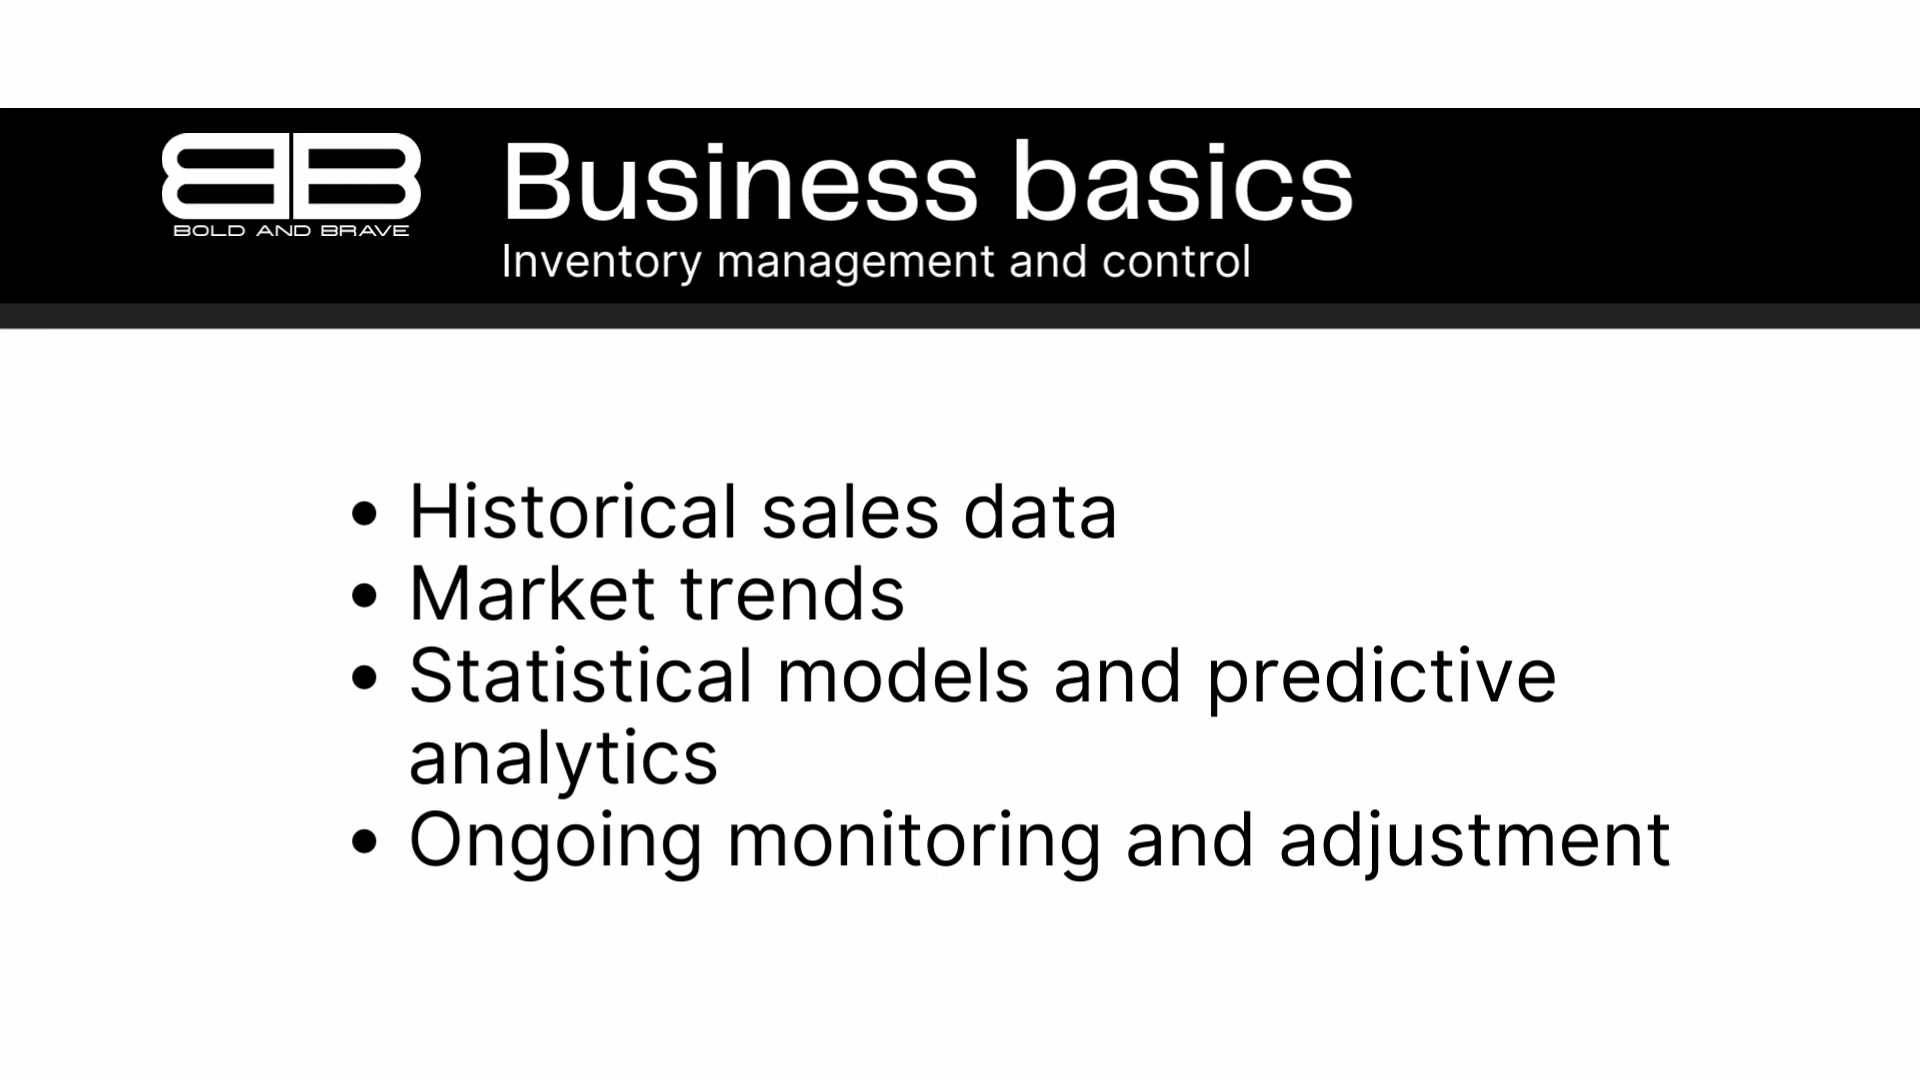 BB
BOLD AND BRAVE
Business basics
Inventory management and control
• Historical sales data
• Market trends
• Statistical models and predictive
analytics
• Ongoing monitoring and adjustment